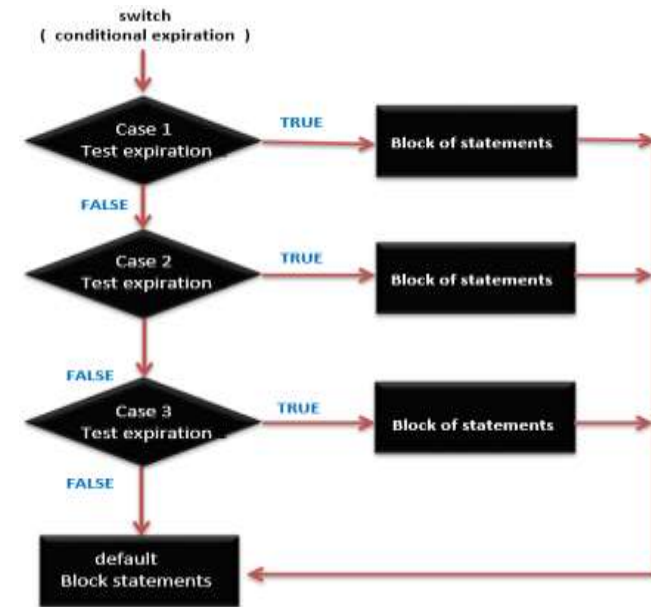 switch
( conditional expiration )
Case 1
Test expiration
TRUE
Block of statements
FALSE
Case 2
Test expiration
TRUE
Block of statements
FALSE
Case 3
Test expiration
TRUE
Block of statements
FALSE
default
Block statements